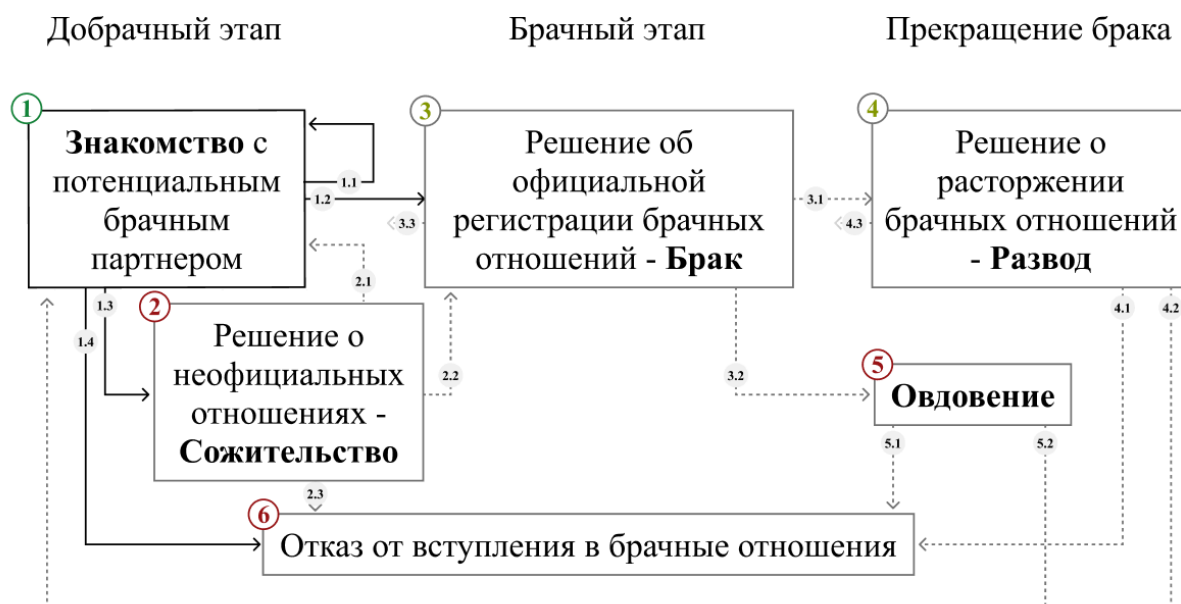 Добрачный этап
Брачный этап
Прекращение брака
1
Знакомство с
потенциальным
брачным
партнером
1.1
1.2
1.3
1.4
2
Решение о
неофициальных
отношениях -
Сожительство
2.1
2.2
2.3
3
Решение об
официальной
регистрации брачных
отношений - Брак
3.1
3.2
3.3
4
Решение о
расторжении
брачных отношений
- Развод
4.1
4.2
4.3
5
Овдовение
5.1
5.2
6
Отказ от вступления в брачные отношения